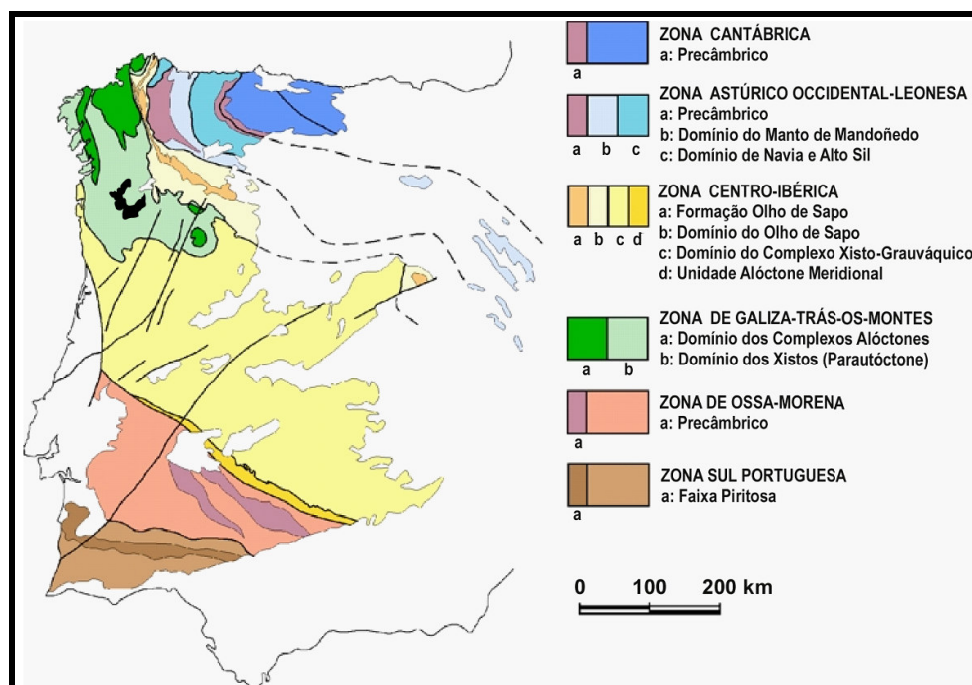 ZONA CANTÁBRICA
a: Precâmbrico
a
ZONA ASTÚRICO OCCIDENTAL-LEONESA
a: Precâmbrico
b: Domínio do Manto de Mandoñedo
c: Domínio de Navia e Alto Sil
a b c
ZONA CENTRO-IBÉRICA
a: Formação Olho de Sapo
b: Domínio do Olho de Sapo
c: Domínio do Complexo Xisto-Grauváquico
d: Unidade Alóctone Meridional
a b c d
ZONA DE GALIZA-TRÁS-OS-MONTES
a: Domínio dos Complexos Alóctones
b: Domínio dos Xistos (Parautóctone)
a b
ZONA DE OSSA-MORENA
a: Precâmbrico
a
ZONA SUL PORTUGUESA
a: Faixa Piritosa
a
0 100 200 km